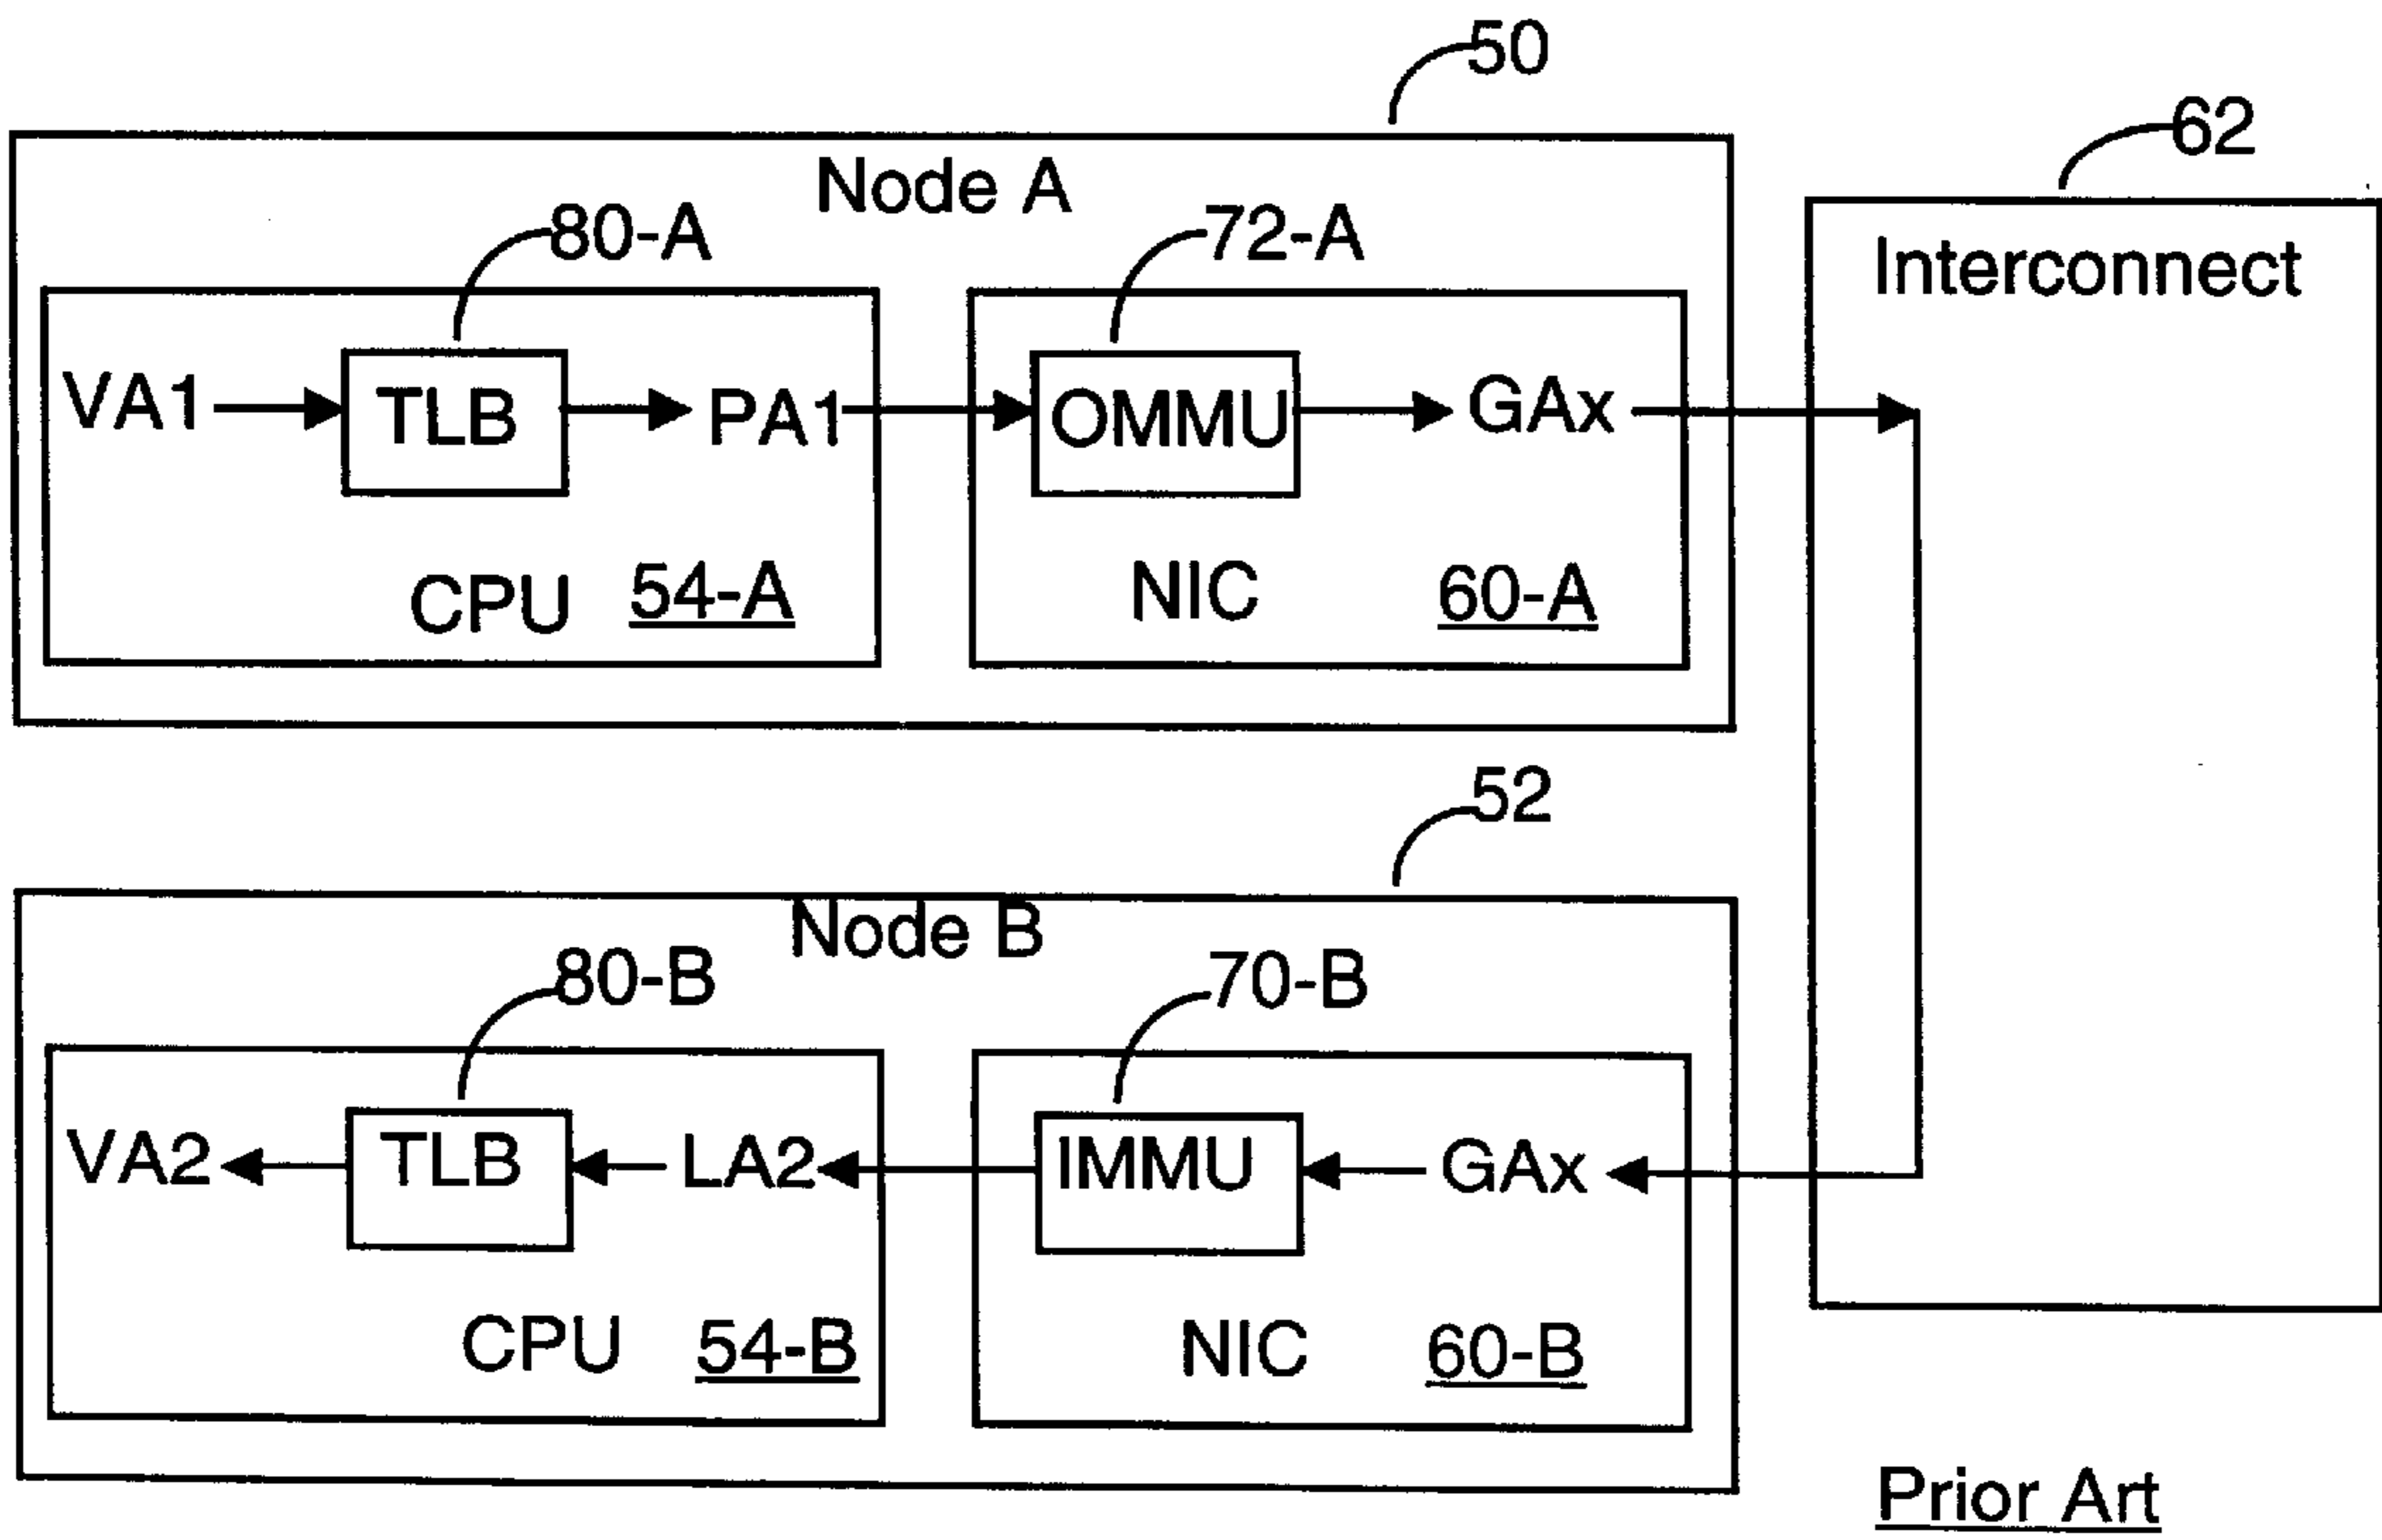 50
62
Node A
Interconnect
80-A
72-A
VA1
TLB
PA1
OMMU
GAx
CPU 54-A
NIC 60-A
52
Node B
80-B
70-B
VA2
TLB
LA2
IMMU
GAx
CPU 54-B
NIC 60-B
Prior Art